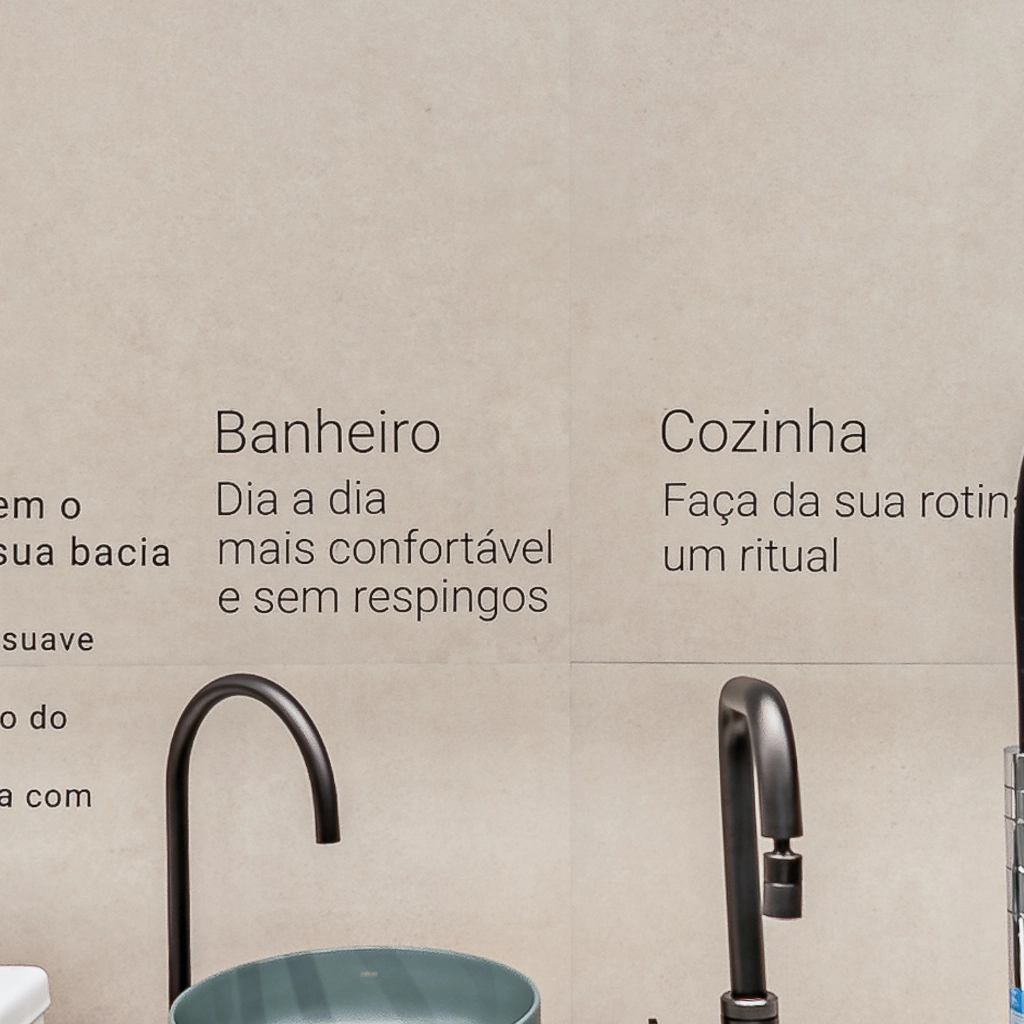 em o
sua bacia
suave
o do
a com
Banheiro
Dia a dia
mais confortável
e sem respingos
Cozinha
Faça da sua rotina
um ritual